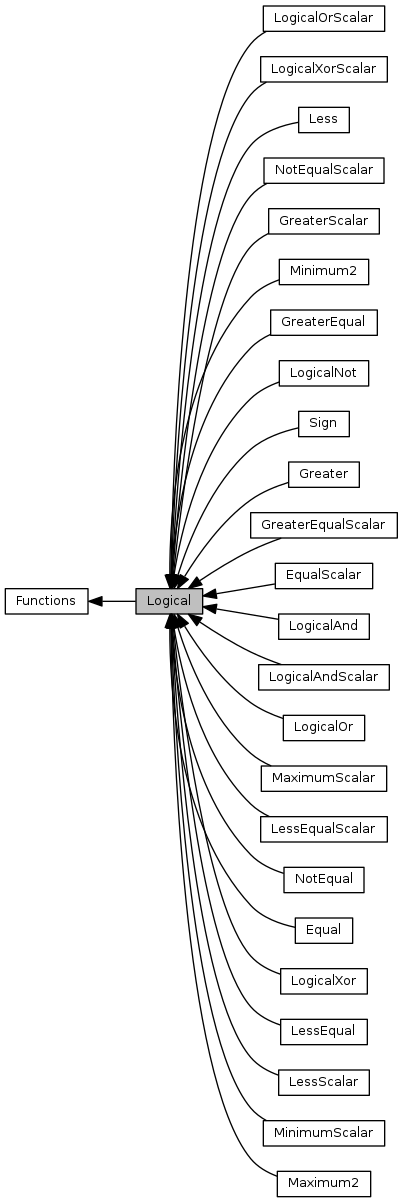 LogicalOrScalar
LogicalXorScalar
Less
NotEqualScalar
GreaterScalar
Minimum2
GreaterEqual
LogicalNot
Sign
Greater
GreaterEqualScalar
EqualScalar
Functions
Logical
LogicalAnd
LogicalAndScalar
LogicalOr
MaximumScalar
LessEqualScalar
NotEqual
Equal
LogicalXor
LessEqual
LessScalar
MinimumScalar
Maximum2